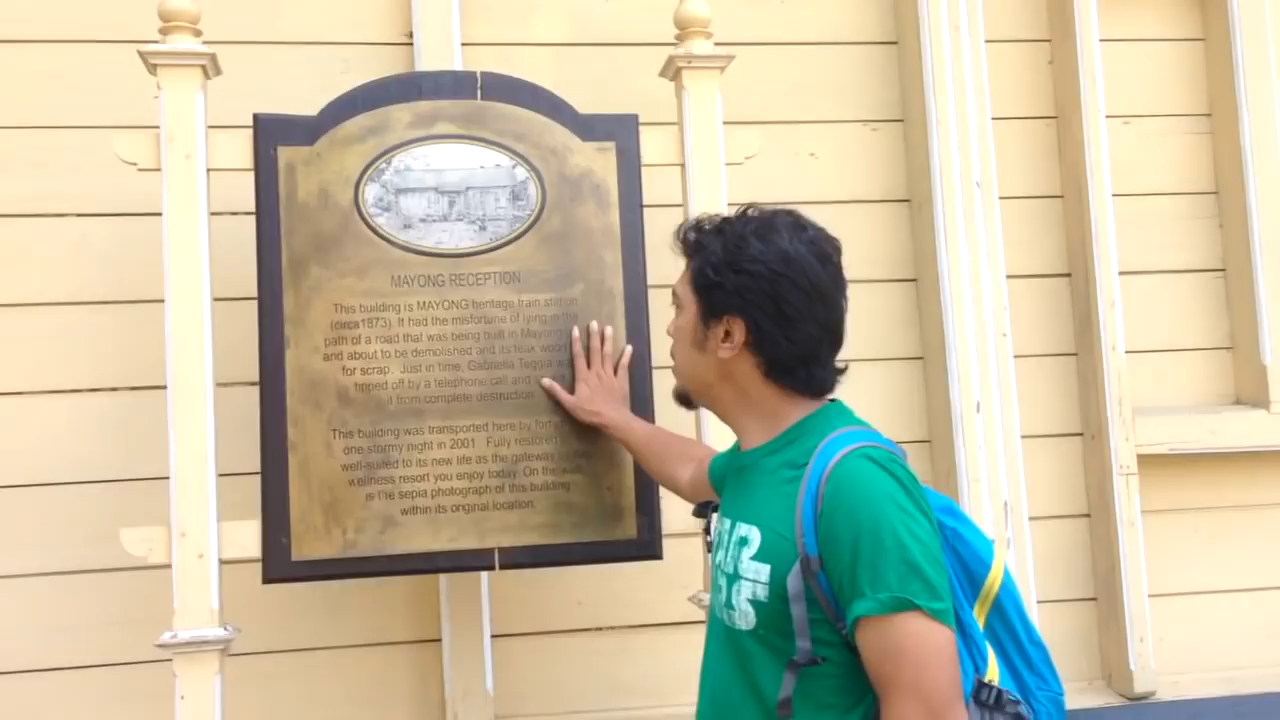 MAYONG RECEPTION
This building is MAYONG heritage train station
(circa1873). It had the misfortune of lying in the
path of a road that was being built in Mayong
and about to be demolished and its teak wood
for scrap. Just in time, Gabriella Teggia
tipped off by a telephone call and
it from complete destruction.
This building was transported here by
one stormy night in 2001 Fully restored
well-suited to its new life as the gateway
wellness resort you enjoy today. On the
is the sepia photograph of this building
within its original location.